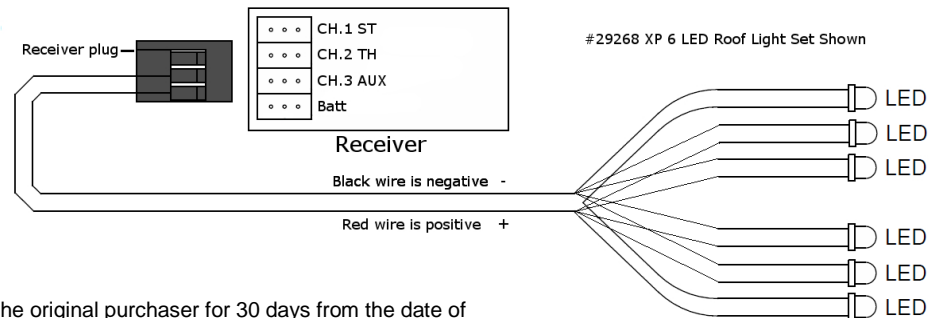 CH.1 ST
#29268 XP 6 LED Roof Light Set Shown
Receiver plug
CH.2 TH
CH.3 AUX
Batt
LED
LED
Receiver
LED
Black wire is negative -
Red wire is positive +
LED
LED
LED
he original purchaser for 30 days from the date of